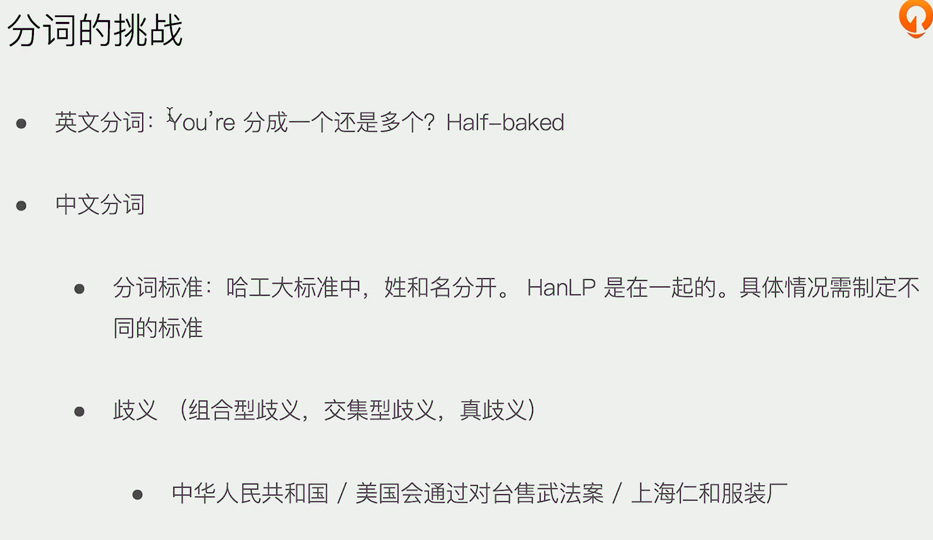 分词的挑战
英文分词：You’re 分成一个还是多个？Half-baked
中文分词
分词标准：哈工大标准中，姓和名分开。 HanLP 是在一起的。具体情况需制定不
同的标准
歧义 （组合型歧义，交集型歧义，真歧义）
中华人民共和国 / 美国会通过对台售武法案 / 上海仁和服装厂